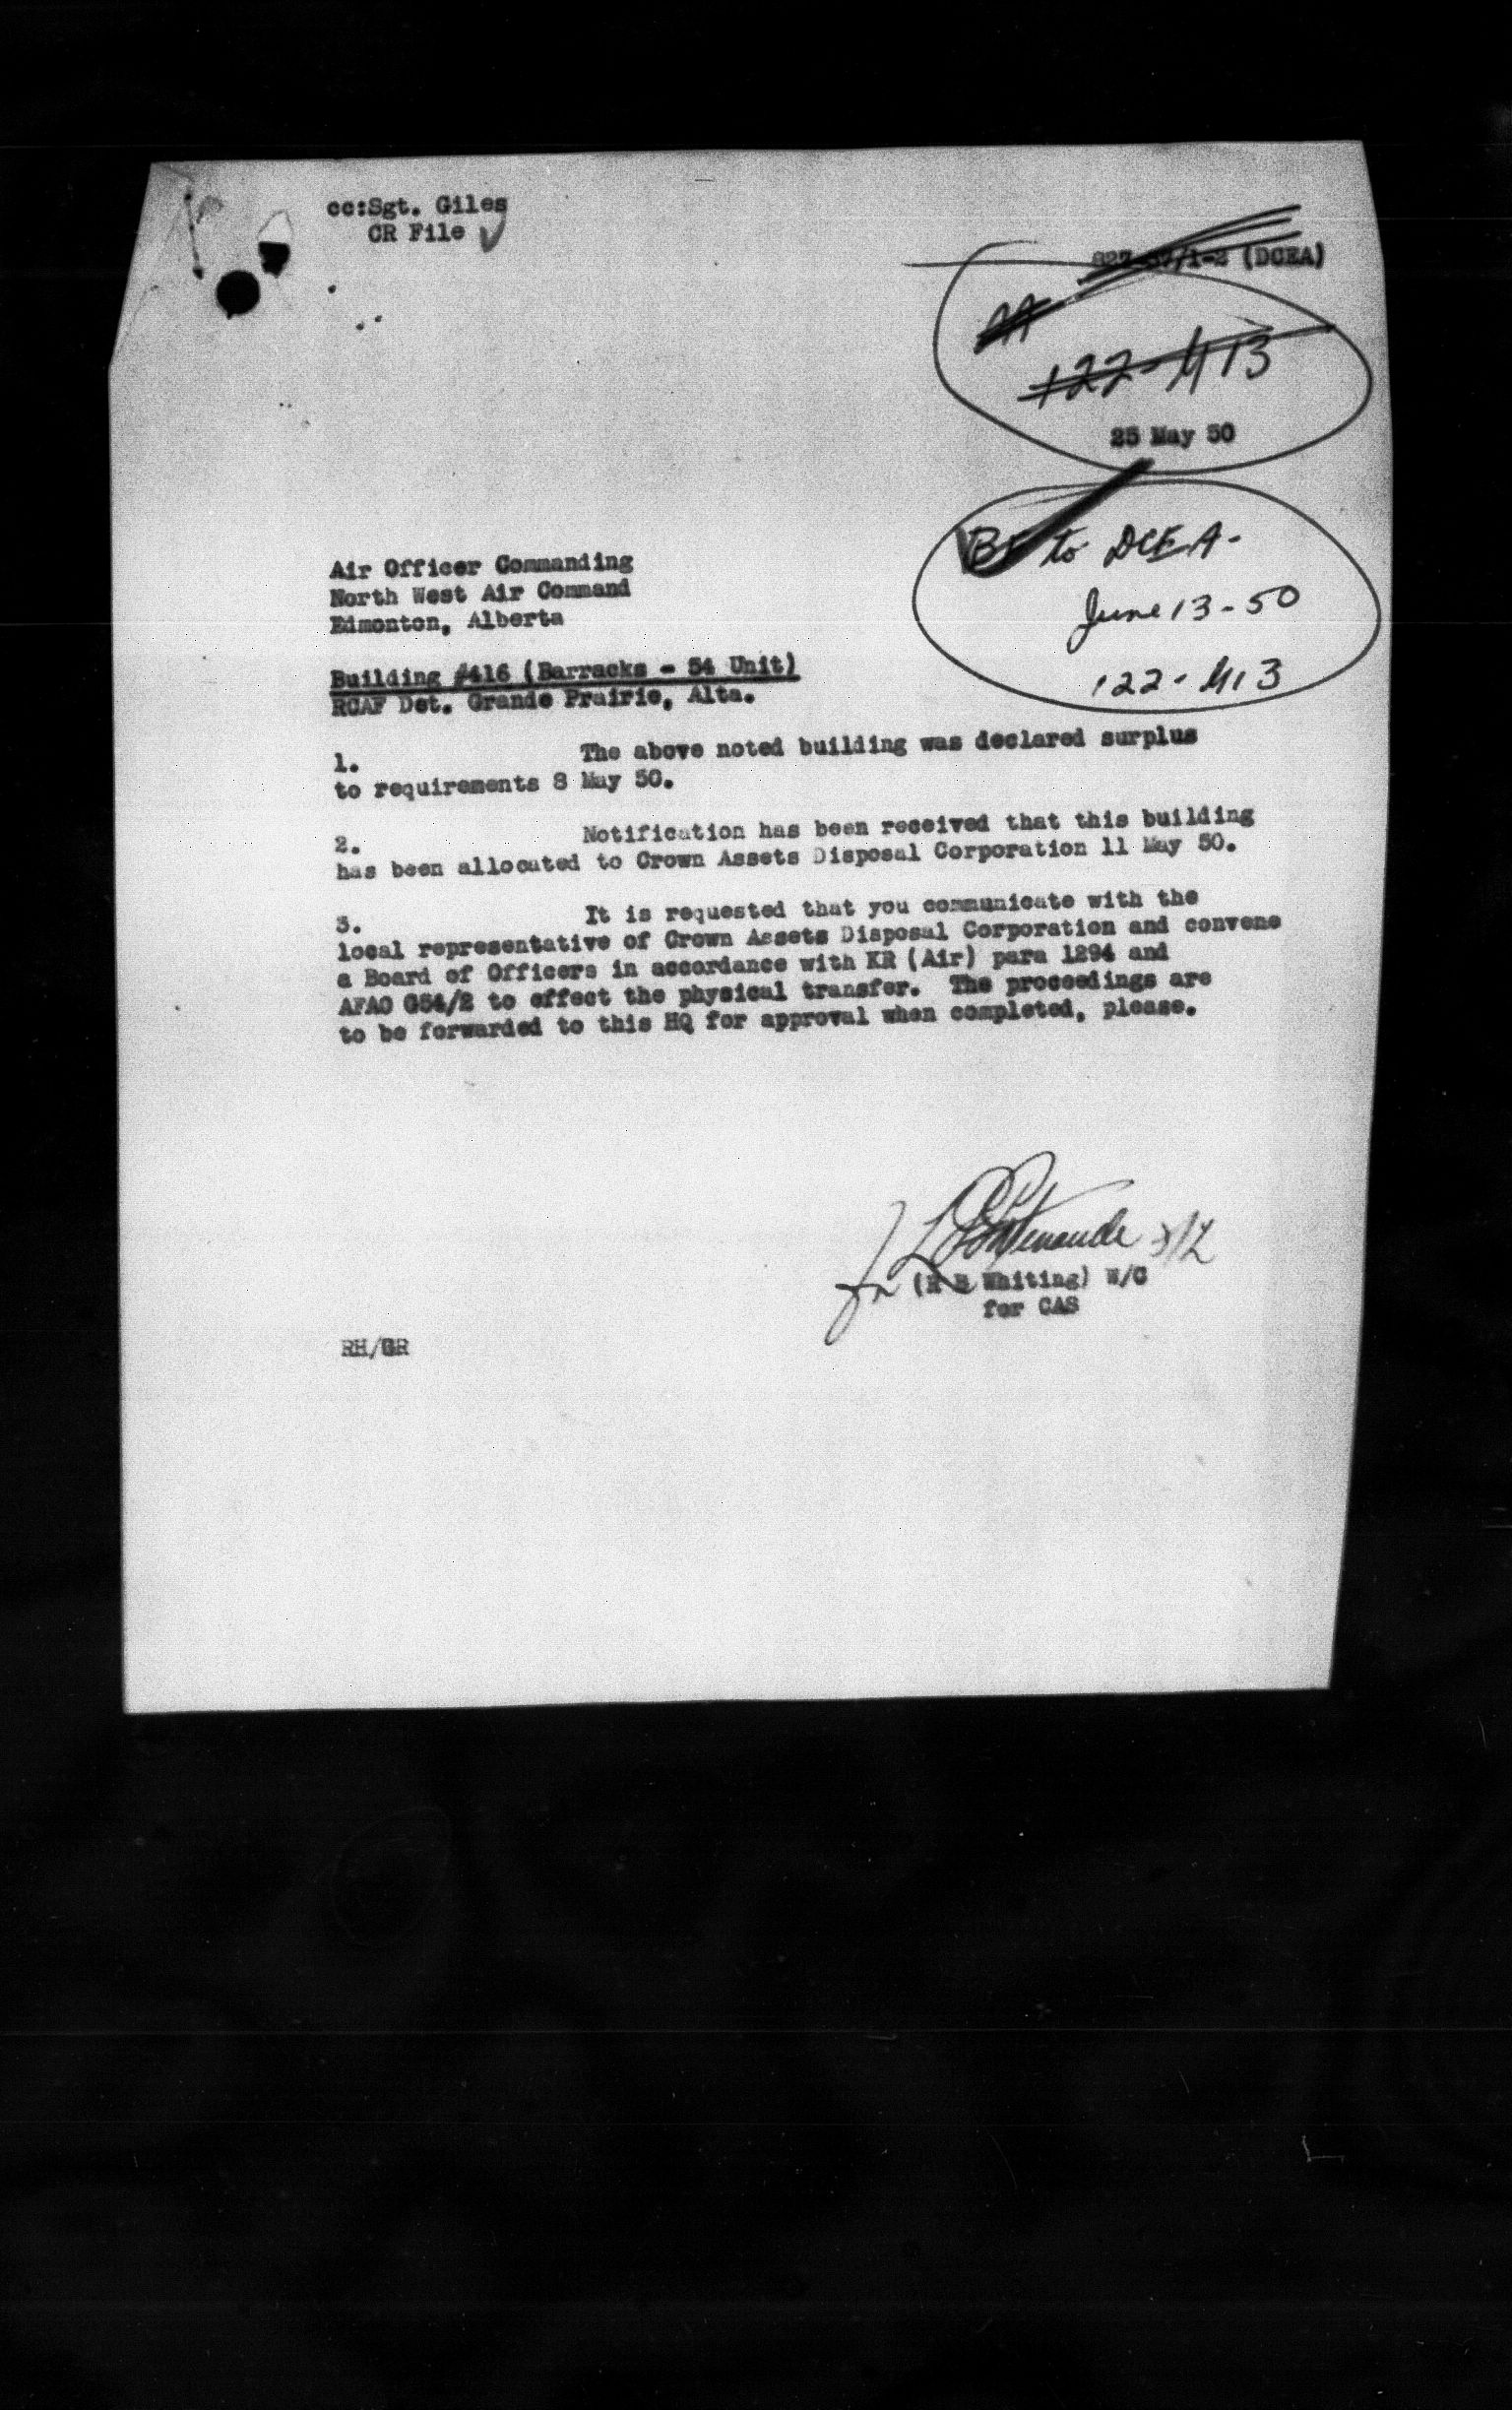 cc:Sgt. Giles
CR File
827-37/1-2 (DCEA)
AA
122-M13
25 May 50
BF to DCEA-
June 13-50
122-M13
Air Officer Commanding
North West Air Command
Edmonton, Alberta
Building #416 (Barracks - 54 Unit)
RCAF Det. Grande Prairie, Alta.
1. The above noted building was declared surplus
to requirements 8 May 50.
2. Notification has been received that this building
has been allocated to Crown Assets Disposal Corporation 11 May 50.
3. It is requested that you communicate with the
local representative of Crown Assets Disposal Corporation and convene
a Board of Officers in accordance with KR (Air) para 1294 and
AFAO G54/2 to effect the physical transfer. The proceedings are
to be forwarded to this HQ for approval when completed, please.
(R B Whiting) W/C
for CAS
RH/GR